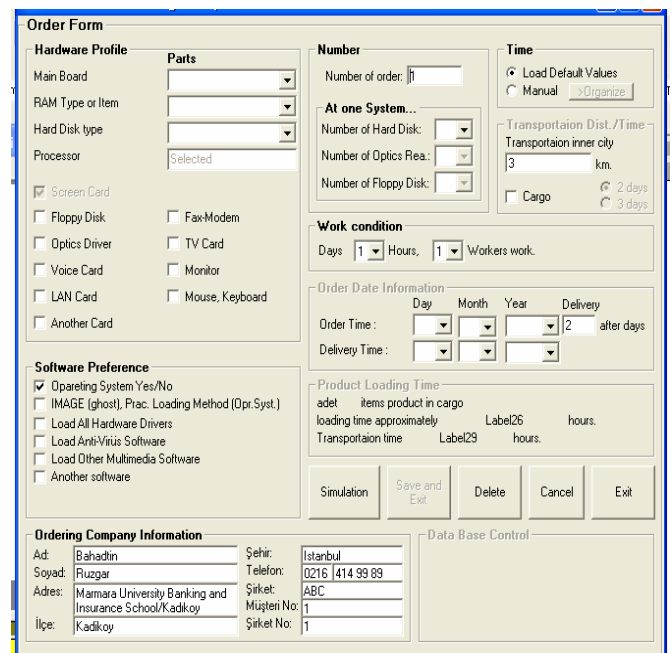 Order Form
Hardware Profile
Parts
Main Board
RAM Type or Item
Hard Disk type
Processor Selected
Screen Card
Floppy Disk Fax-Modem
Optics Driver TV Card
Voice Card Monitor
LAN Card Mouse, Keyboard
Another Card
Number
Number of order: 1
At one System...
Number of Hard Disk:
Number of Optics Rea.:
Number of Floppy Disk:
Time
Load Default Values
Manual >Organize
Transportaion Dist./Time
Transportaion inner city
3 km.
Cargo 2 days
3 days
Work condition
Days 1 Hours, 1 Workers work.
Order Date Information
Day Month Year Delivery
Order Time : 2 after days
Delivery Time :
Software Preference
Opareting System Yes/No
IMAGE (ghost), Prac. Loading Method (Opr.Syst.)
Load All Hardware Drivers
Load Anti-Virüs Software
Load Other Multimedia Software
Another software
Product Loading Time
adet items product in cargo
loading time approximately Label26 hours.
Transportaion time Label29 hours.
Simulation Save and Exit Delete Cancel Exit
Ordering Company Information
Ad: Bahadtin
Soyad: Ruzgar
Adres: Marmara University Banking and
Insurance School/Kadikoy
İlçe: Kadikoy
Şehir: Istanbul
Telefon: 0216 414 99 89
Şirket: ABC
Müşteri No: 1
Şirket No: 1
Data Base Control